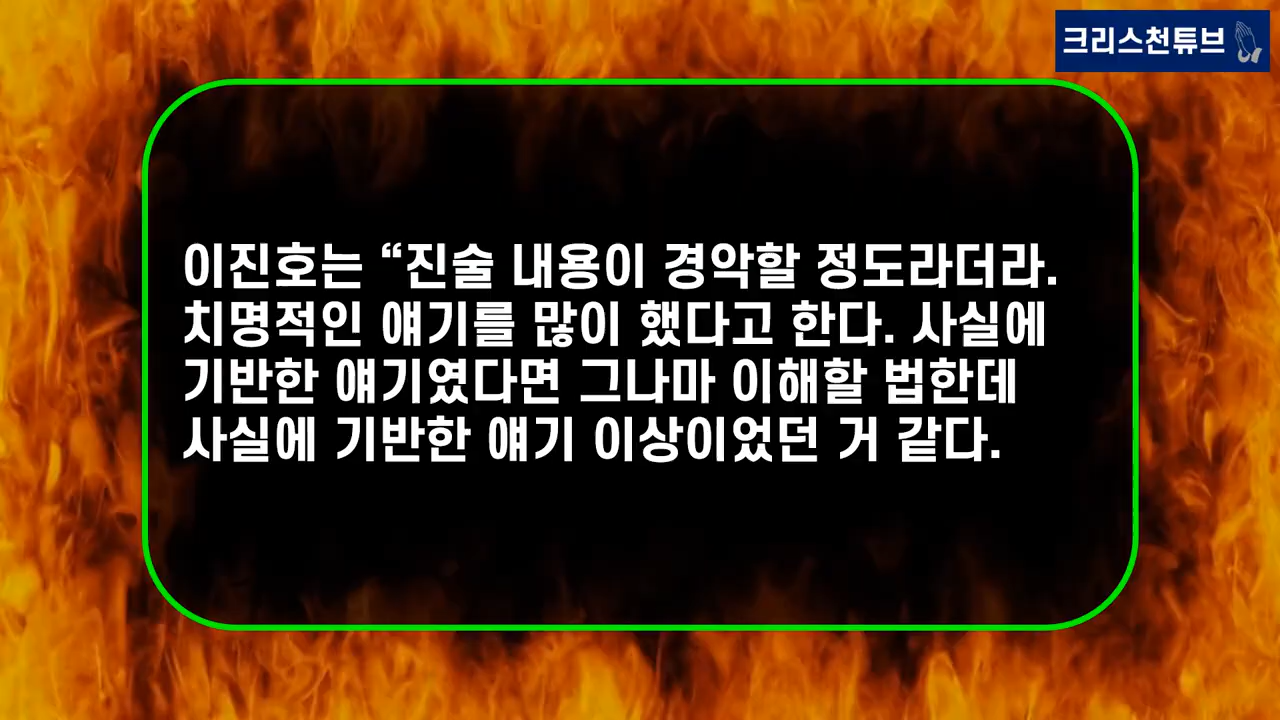 크리스천튜브
이진호는 “진술 내용이 경악할 정도라더라.
치명적인 얘기를 많이 했다고 한다. 사실에
기반한 얘기였다면 그나마 이해할 법한데
사실에 기반한 얘기 이상이었던 거 같다.